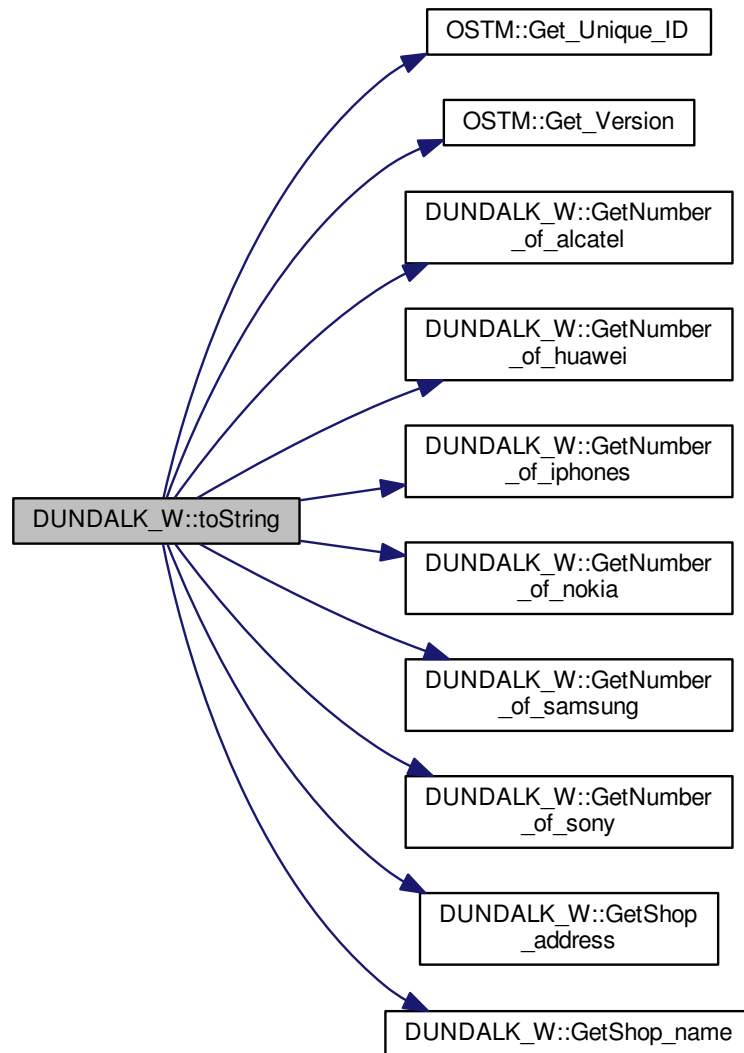 OSTM::Get_Unique_ID
OSTM::Get_Version
DUNDALK_W::GetNumber
_of_alcatel
DUNDALK_W::GetNumber
_of_huawei
DUNDALK_W::GetNumber
_of_iphones
DUNDALK_W::toString
DUNDALK_W::GetNumber
_of_nokia
DUNDALK_W::GetNumber
_of_samsung
DUNDALK_W::GetNumber
_of_sony
DUNDALK_W::GetShop
_address
DUNDALK_W::GetShop_name